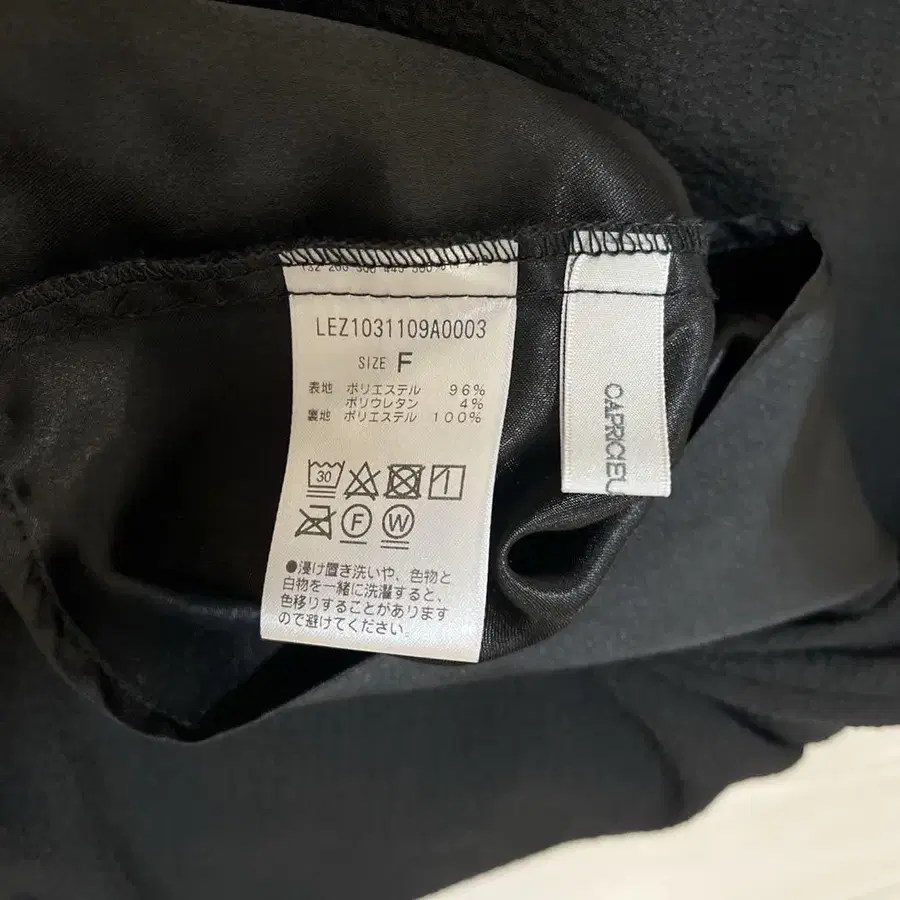 LEZ1031109A0003
SIZE F
表地 ポリエステル 96%
ポリウレタン 4%
裏地 ポリエステル 100%
30
F W
●浸け置き洗いや、色物と
白物を一緒に洗濯すると、
色移りすることがあります
ので避けてください。
CAPRICIEU